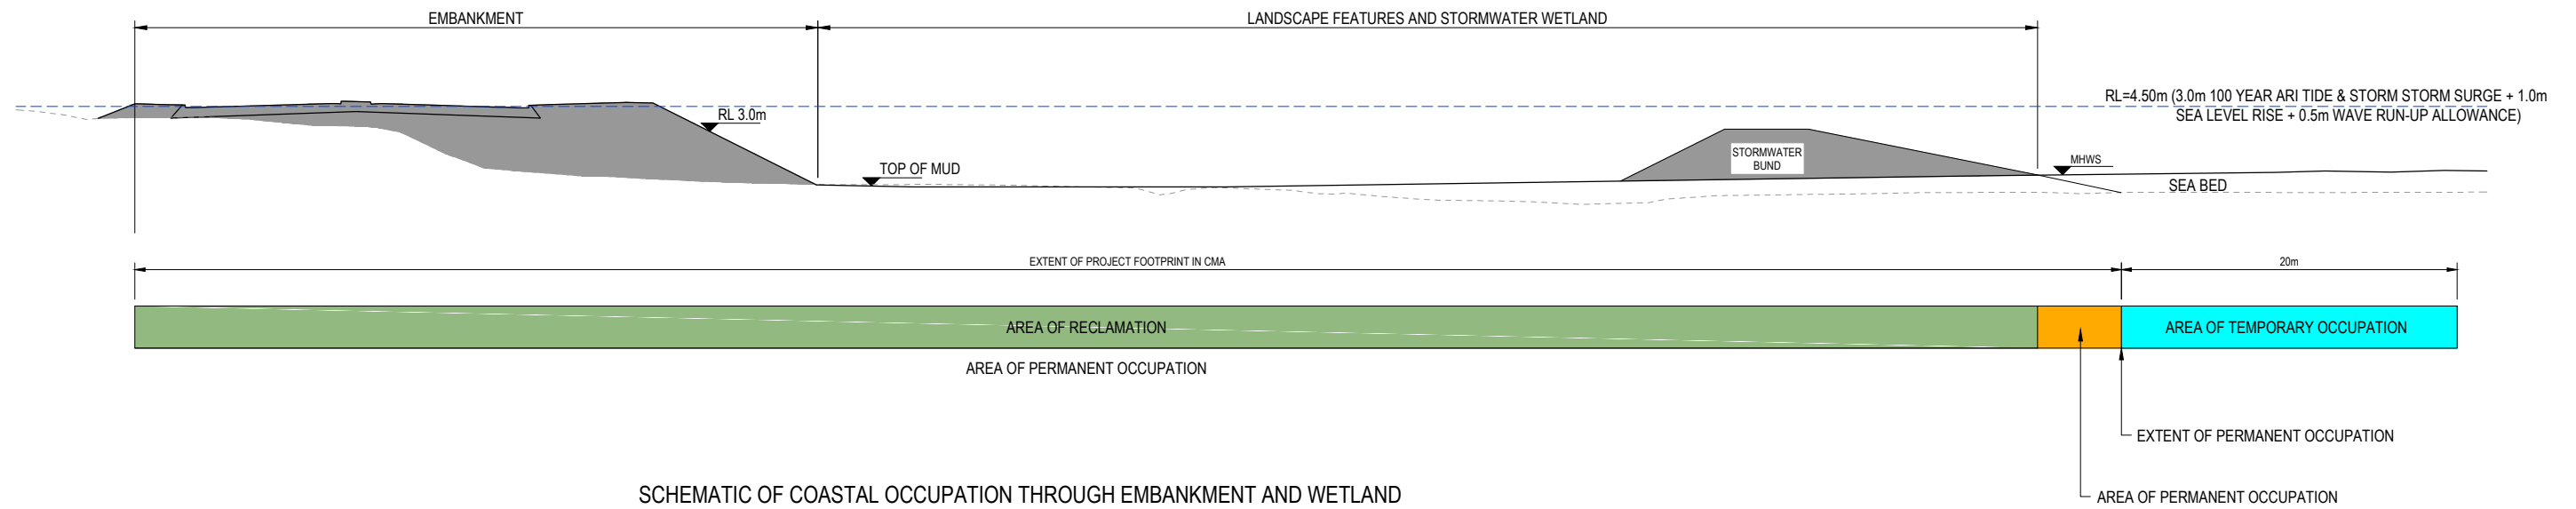 EMBANKMENT
LANDSCAPE FEATURES AND STORMWATER WETLAND
RL=4.50m (3.0m 100 YEAR ARI TIDE & STORM STORM SURGE + 1.0m
SEA LEVEL RISE + 0.5m WAVE RUN-UP ALLOWANCE)
RL 3.0m
STORMWATER
BUND
TOP OF MUD
MHWS
SEA BED
EXTENT OF PROJECT FOOTPRINT IN CMA
20m
AREA OF RECLAMATION
AREA OF TEMPORARY OCCUPATION
AREA OF PERMANENT OCCUPATION
EXTENT OF PERMANENT OCCUPATION
AREA OF PERMANENT OCCUPATION
SCHEMATIC OF COASTAL OCCUPATION THROUGH EMBANKMENT AND WETLAND